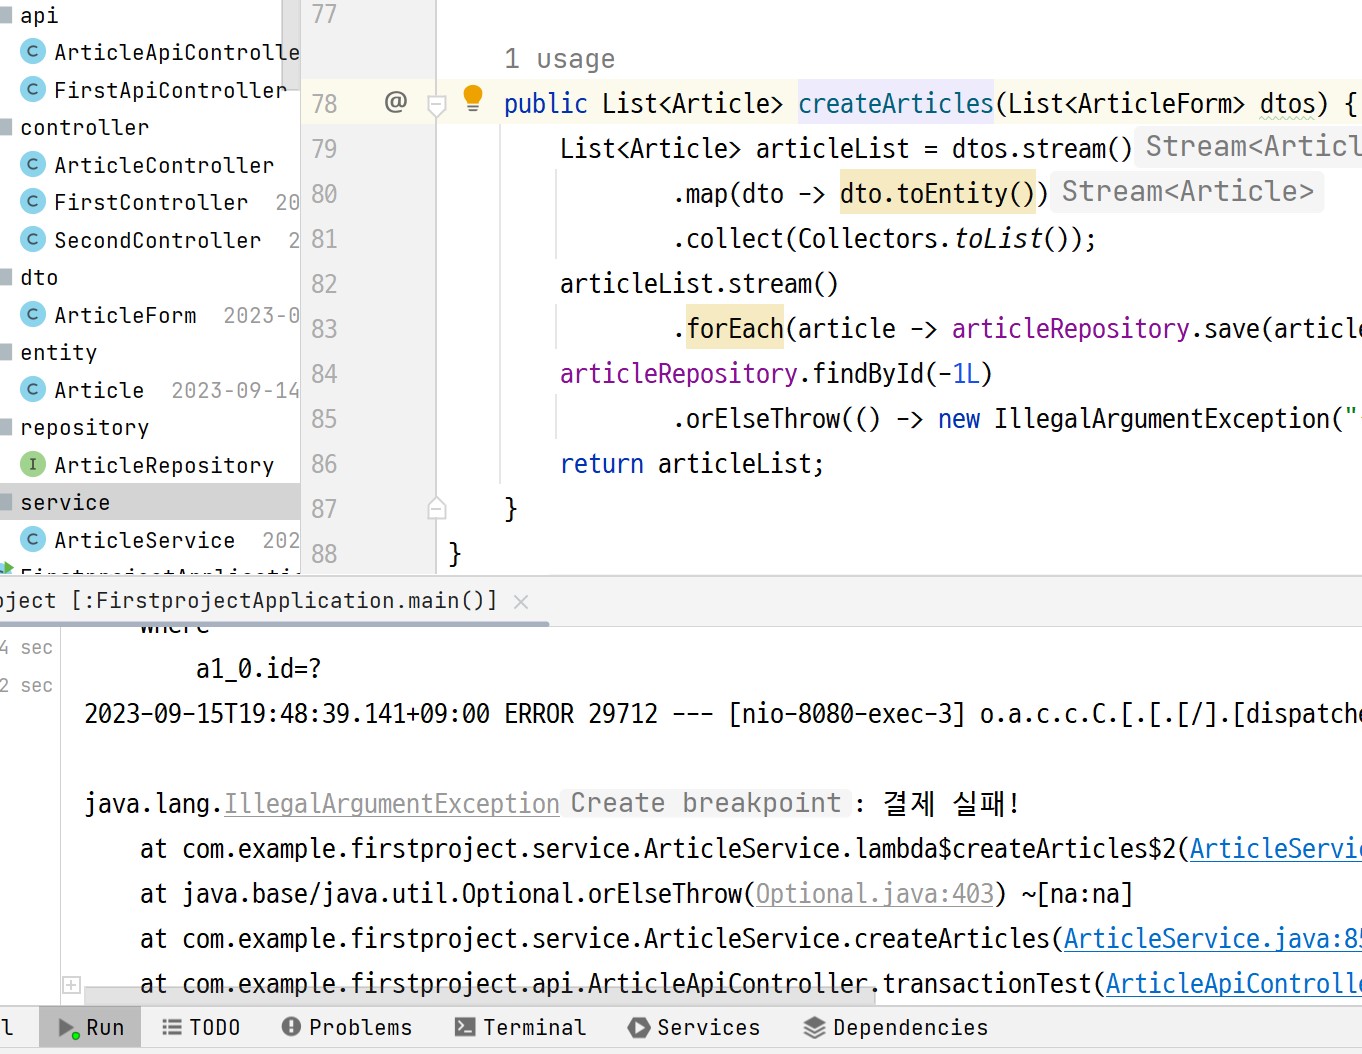 api
ArticleApiControlle
FirstApiController
controller
ArticleController
FirstController 20
SecondController 2
dto
ArticleForm 2023-0
entity
Article 2023-09-14
repository
ArticleRepository
service
ArticleService 202
77
1 usage
78 @ public List<Article> createArticles(List<ArticleForm> dtos) {
79 List<Article> articleList = dtos.stream() Stream<Articl
80 .map(dto -> dto.toEntity()) Stream<Article>
81 .collect(Collectors.toList());
82 articleList.stream()
83 .forEach(article -> articleRepository.save(article
84 articleRepository.findById(-1L)
85 .orElseThrow(() -> new IllegalArgumentException("
86 return articleList;
87 }
88 }
oject [:FirstprojectApplication.main()]
4 sec
2 sec
where
a1_0.id=?
2023-09-15T19:48:39.141+09:00 ERROR 29712 --- [nio-8080-exec-3] o.a.c.c.C.[.[.[/].[dispatche
java.lang.IllegalArgumentException Create breakpoint : 결제 실패!
at com.example.firstproject.service.ArticleService.lambda$createArticles$2(ArticleServic
at java.base/java.util.Optional.orElseThrow(Optional.java:403) ~[na:na]
at com.example.firstproject.service.ArticleService.createArticles(ArticleService.java:85
at com.example.firstproject.api.ArticleApiController.transactionTest(ArticleApiControlle
l Run TODO Problems Terminal Services Dependencies